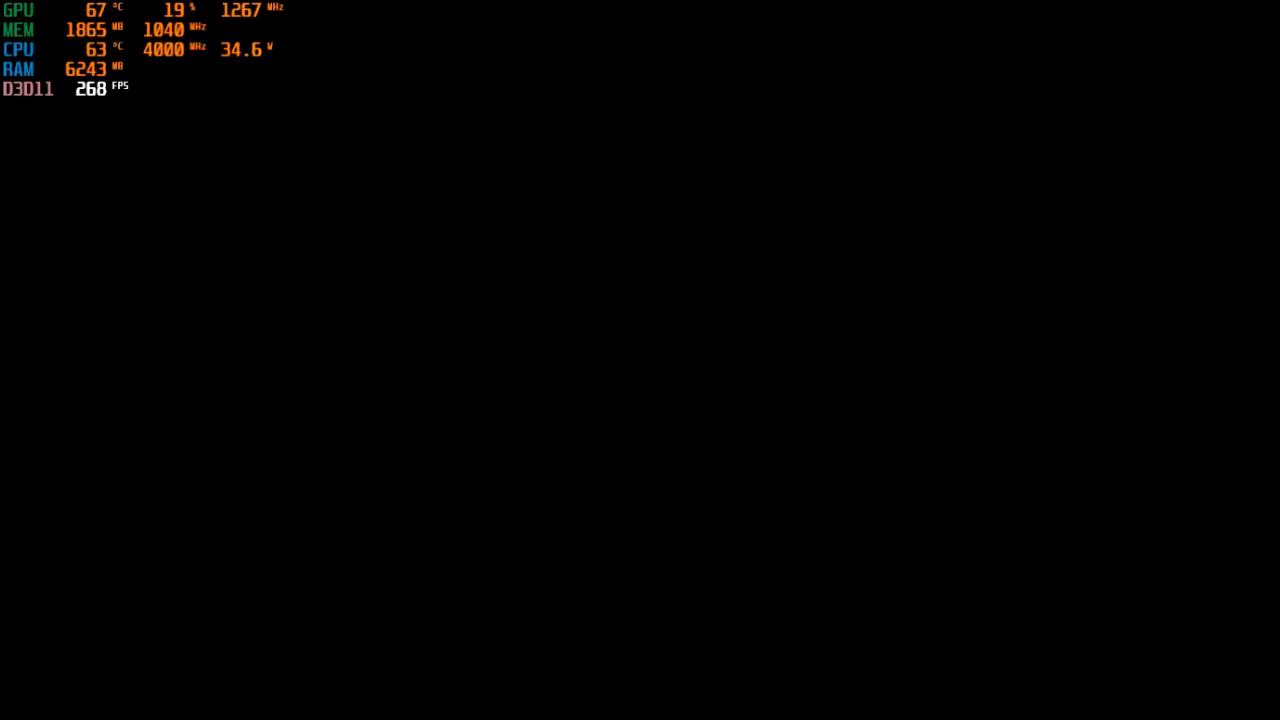 GPU 67 °C 19 % 1267 MHz
MEM 1865 MB 1040 MHz
CPU 63 °C 4000 MHz 34.6 W
RAM 6243 MB
D3D11 268 FPS